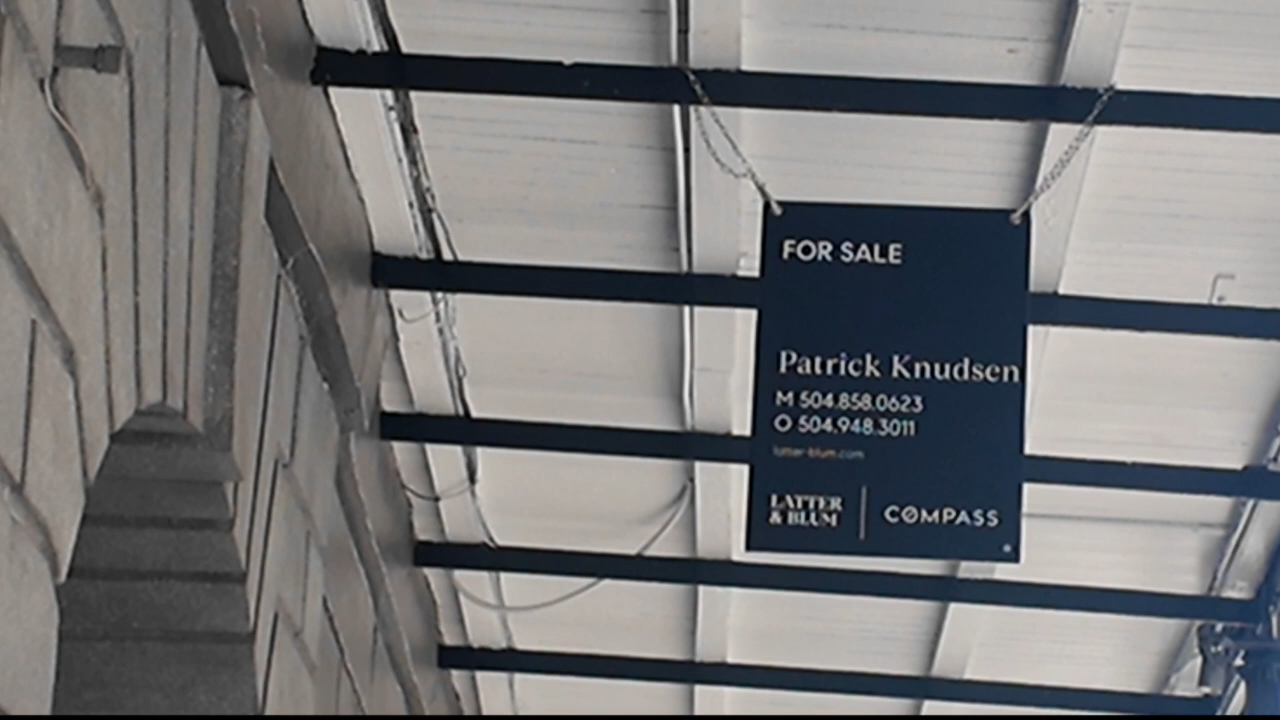 FOR SALE
Patrick Knudsen
M 504.858.0623
O 504.948.3011
latter-blum.com
LATTER
& BLUM
COMPASS